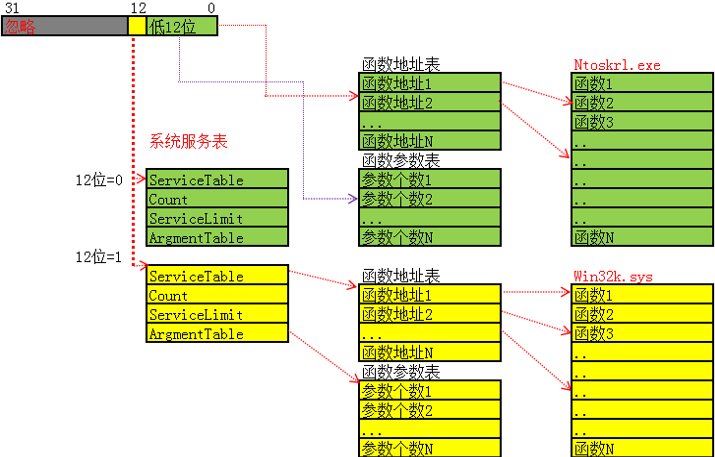 31 12 0
忽略 低12位
函数地址表
Ntoskrl.exe
函数地址1
函数地址2
...
函数地址N
函数1
函数2
函数3
..
..
..
..
..
函数N
系统服务表
函数参数表
参数个数1
参数个数2
...
参数个数N
12位=0
ServiceTable
Count
ServiceLimit
ArgmentTable
12位=1
ServiceTable
Count
ServiceLimit
ArgmentTable
函数地址表
函数地址1
函数地址2
...
函数地址N
函数参数表
参数个数1
参数个数2
...
参数个数N
Win32k.sys
函数1
函数2
函数3
..
..
..
..
..
函数N